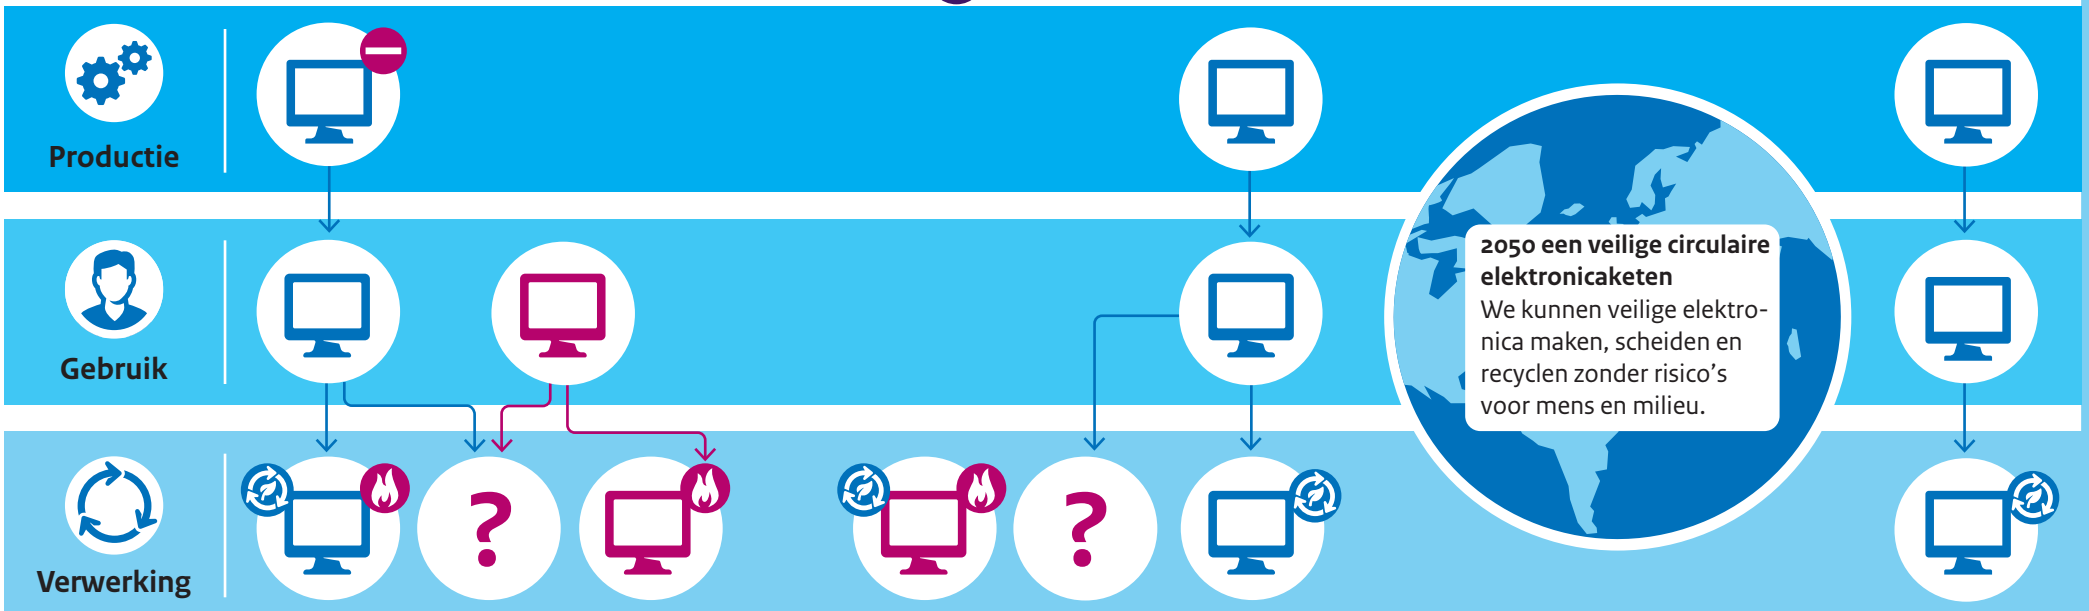 Productie
Gebruik
Verwerking
?
?
2050 een veilige circulaire
elektronicaketen
We kunnen veilige elektro-
nica maken, scheiden en
recyclen zonder risico's
voor mens en milieu.